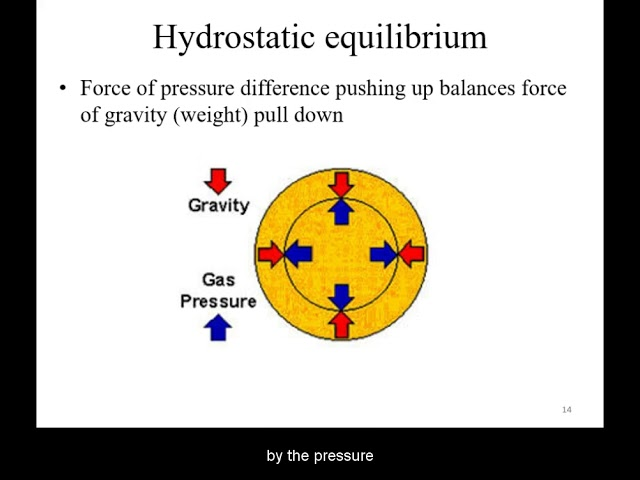 Hydrostatic equilibrium
• Force of pressure difference pushing up balances force
of gravity (weight) pull down
Gravity
Gas
Pressure
14
by the pressure